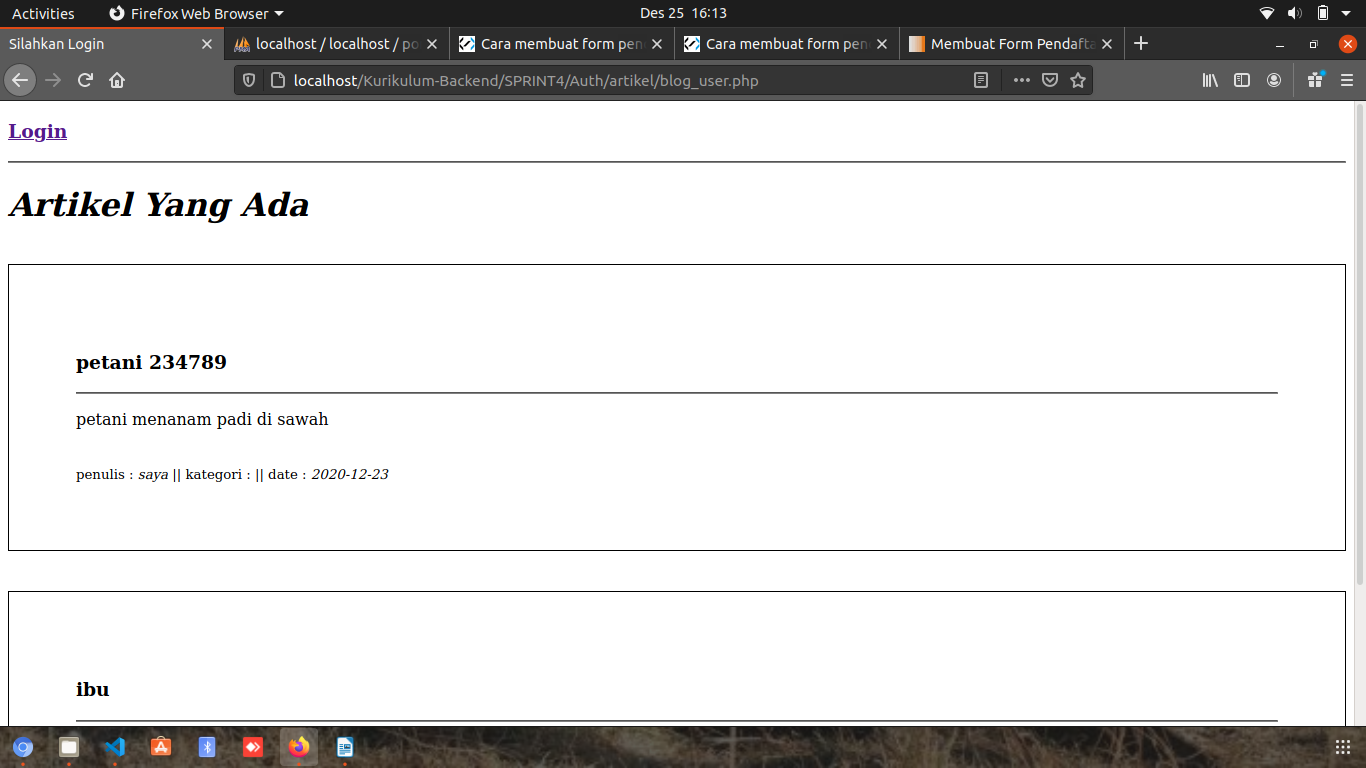 Activities Firefox Web Browser Des 25 16:13
Silahkan Login localhost / localhost / po Cara membuat form pen Cara membuat form pen Membuat Form Pendafta
localhost/Kurikulum-Backend/SPRINT4/Auth/artikel/blog_user.php
Login
Artikel Yang Ada
petani 234789
petani menanam padi di sawah
penulis : saya || kategori : || date : 2020-12-23
ibu